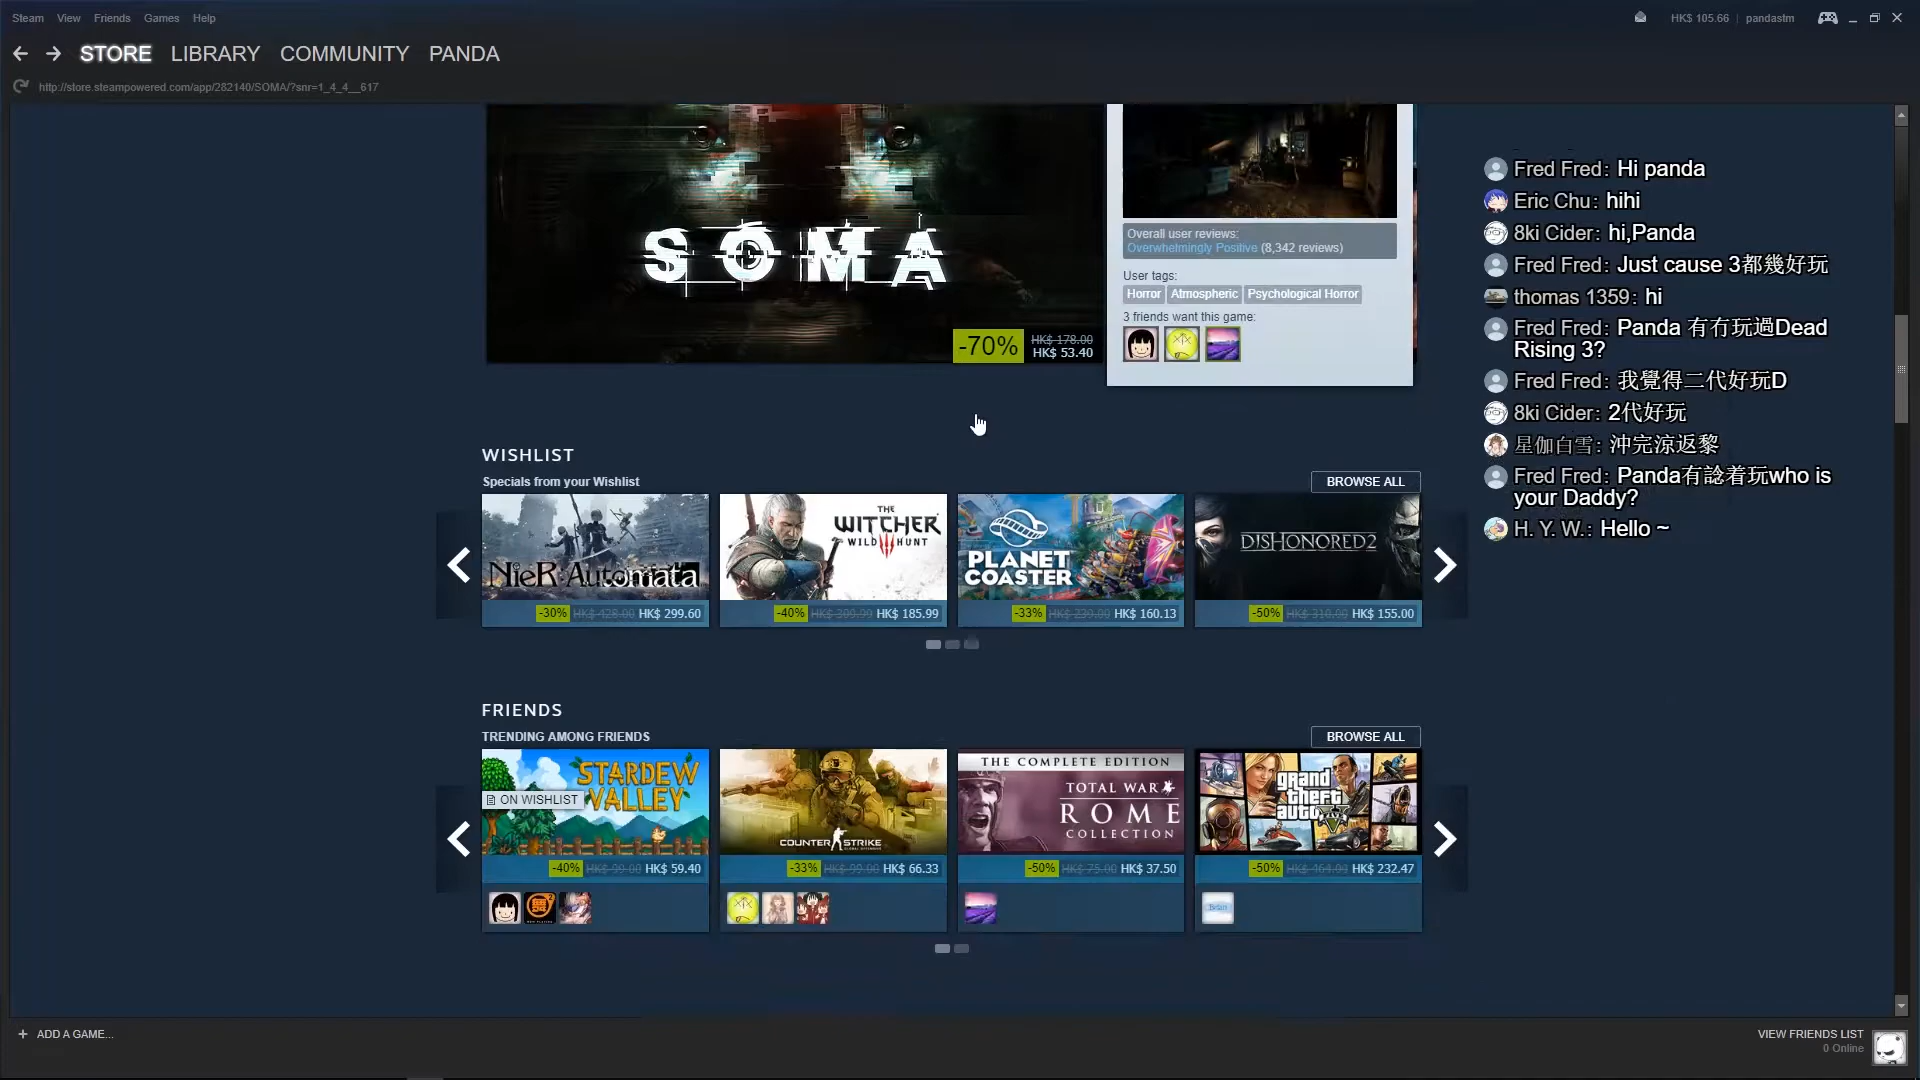 Steam View Friends Games Help
HK$ 105.66 pandastm
STORE LIBRARY COMMUNITY PANDA
http://store.steampowered.com/app/282140/SOMA/?snr=1_4_4__617
SOMA
-70% HK$ 178.00
HK$ 53.40
Overall user reviews:
Overwhelmingly Positive (8,342 reviews)
User tags:
Horror Atmospheric Psychological Horror
3 friends want this game:
WISHLIST
Specials from your Wishlist
BROWSE ALL
NieR:Automata
THE WITCHER
WILD HUNT
PLANET
COASTER
DISHONORED2
-30% HK$ 428.00 HK$ 299.60
-40% HK$ 309.99 HK$ 185.99
-33% HK$ 239.00 HK$ 160.13
-50% HK$ 310.00 HK$ 155.00
FRIENDS
TRENDING AMONG FRIENDS
BROWSE ALL
STARDEW
VALLEY
ON WISHLIST
COUNTER STRIKE
THE COMPLETE EDITION
TOTAL WAR
ROME
COLLECTION
grand
theft
auto
V
-40% HK$ 99.00 HK$ 59.40
-33% HK$ 99.00 HK$ 66.33
-50% HK$ 75.00 HK$ 37.50
-50% HK$ 232.47
Fred Fred: Hi panda
Eric Chu: hihi
8ki Cider: hi,Panda
Fred Fred: Just cause 3都幾好玩
thomas 1359: hi
Fred Fred: Panda 有冇玩過Dead
Rising 3?
Fred Fred: 我覺得二代好玩D
8ki Cider: 2代好玩
星伽白雪: 沖完涼返黎
Fred Fred: Panda有諗着玩who is
your Daddy?
H. Y. W.: Hello ~
+ ADD A GAME...
VIEW FRIENDS LIST
0 Online